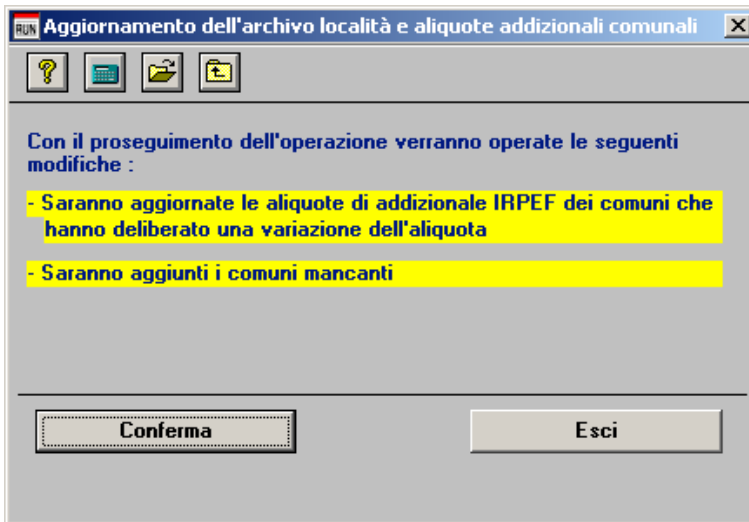 RUN Aggiornamento dell'archivo località e aliquote addizionali comunali
Con il proseguimento dell'operazione verranno operate le seguenti
modifiche :
- Saranno aggiornate le aliquote di addizionale IRPEF dei comuni che
hanno deliberato una variazione dell'aliquota
- Saranno aggiunti i comuni mancanti
Conferma
Esci